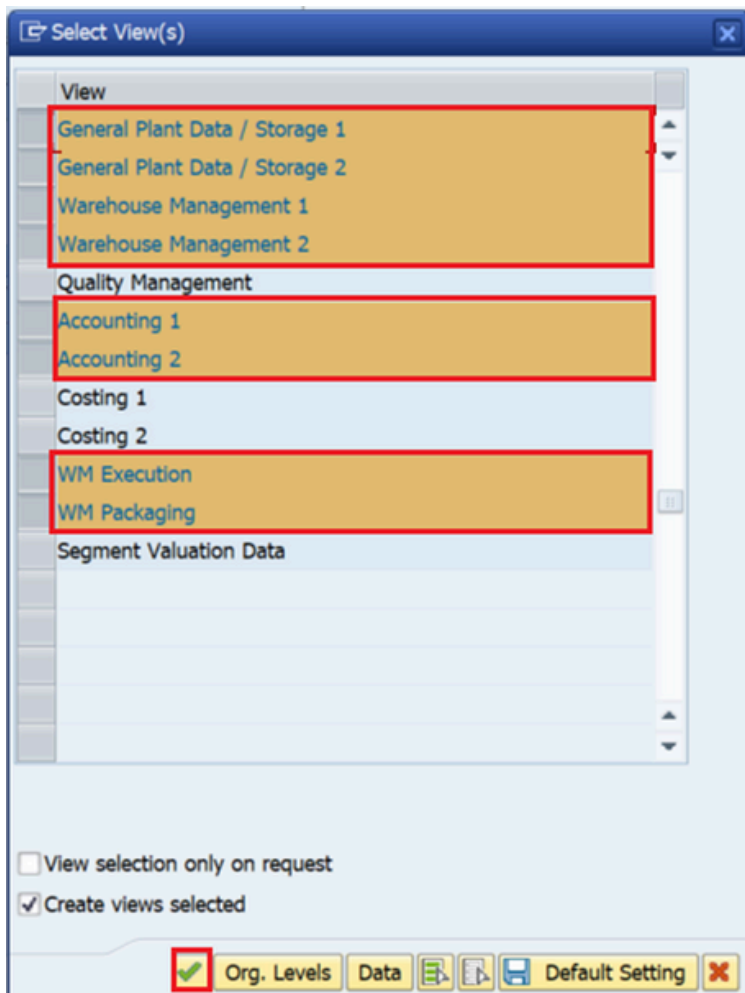 Select View(s)
View
General Plant Data / Storage 1
General Plant Data / Storage 2
Warehouse Management 1
Warehouse Management 2
Quality Management
Accounting 1
Accounting 2
Costing 1
Costing 2
WM Execution
WM Packaging
Segment Valuation Data
View selection only on request
Create views selected
Org. Levels Data Default Setting